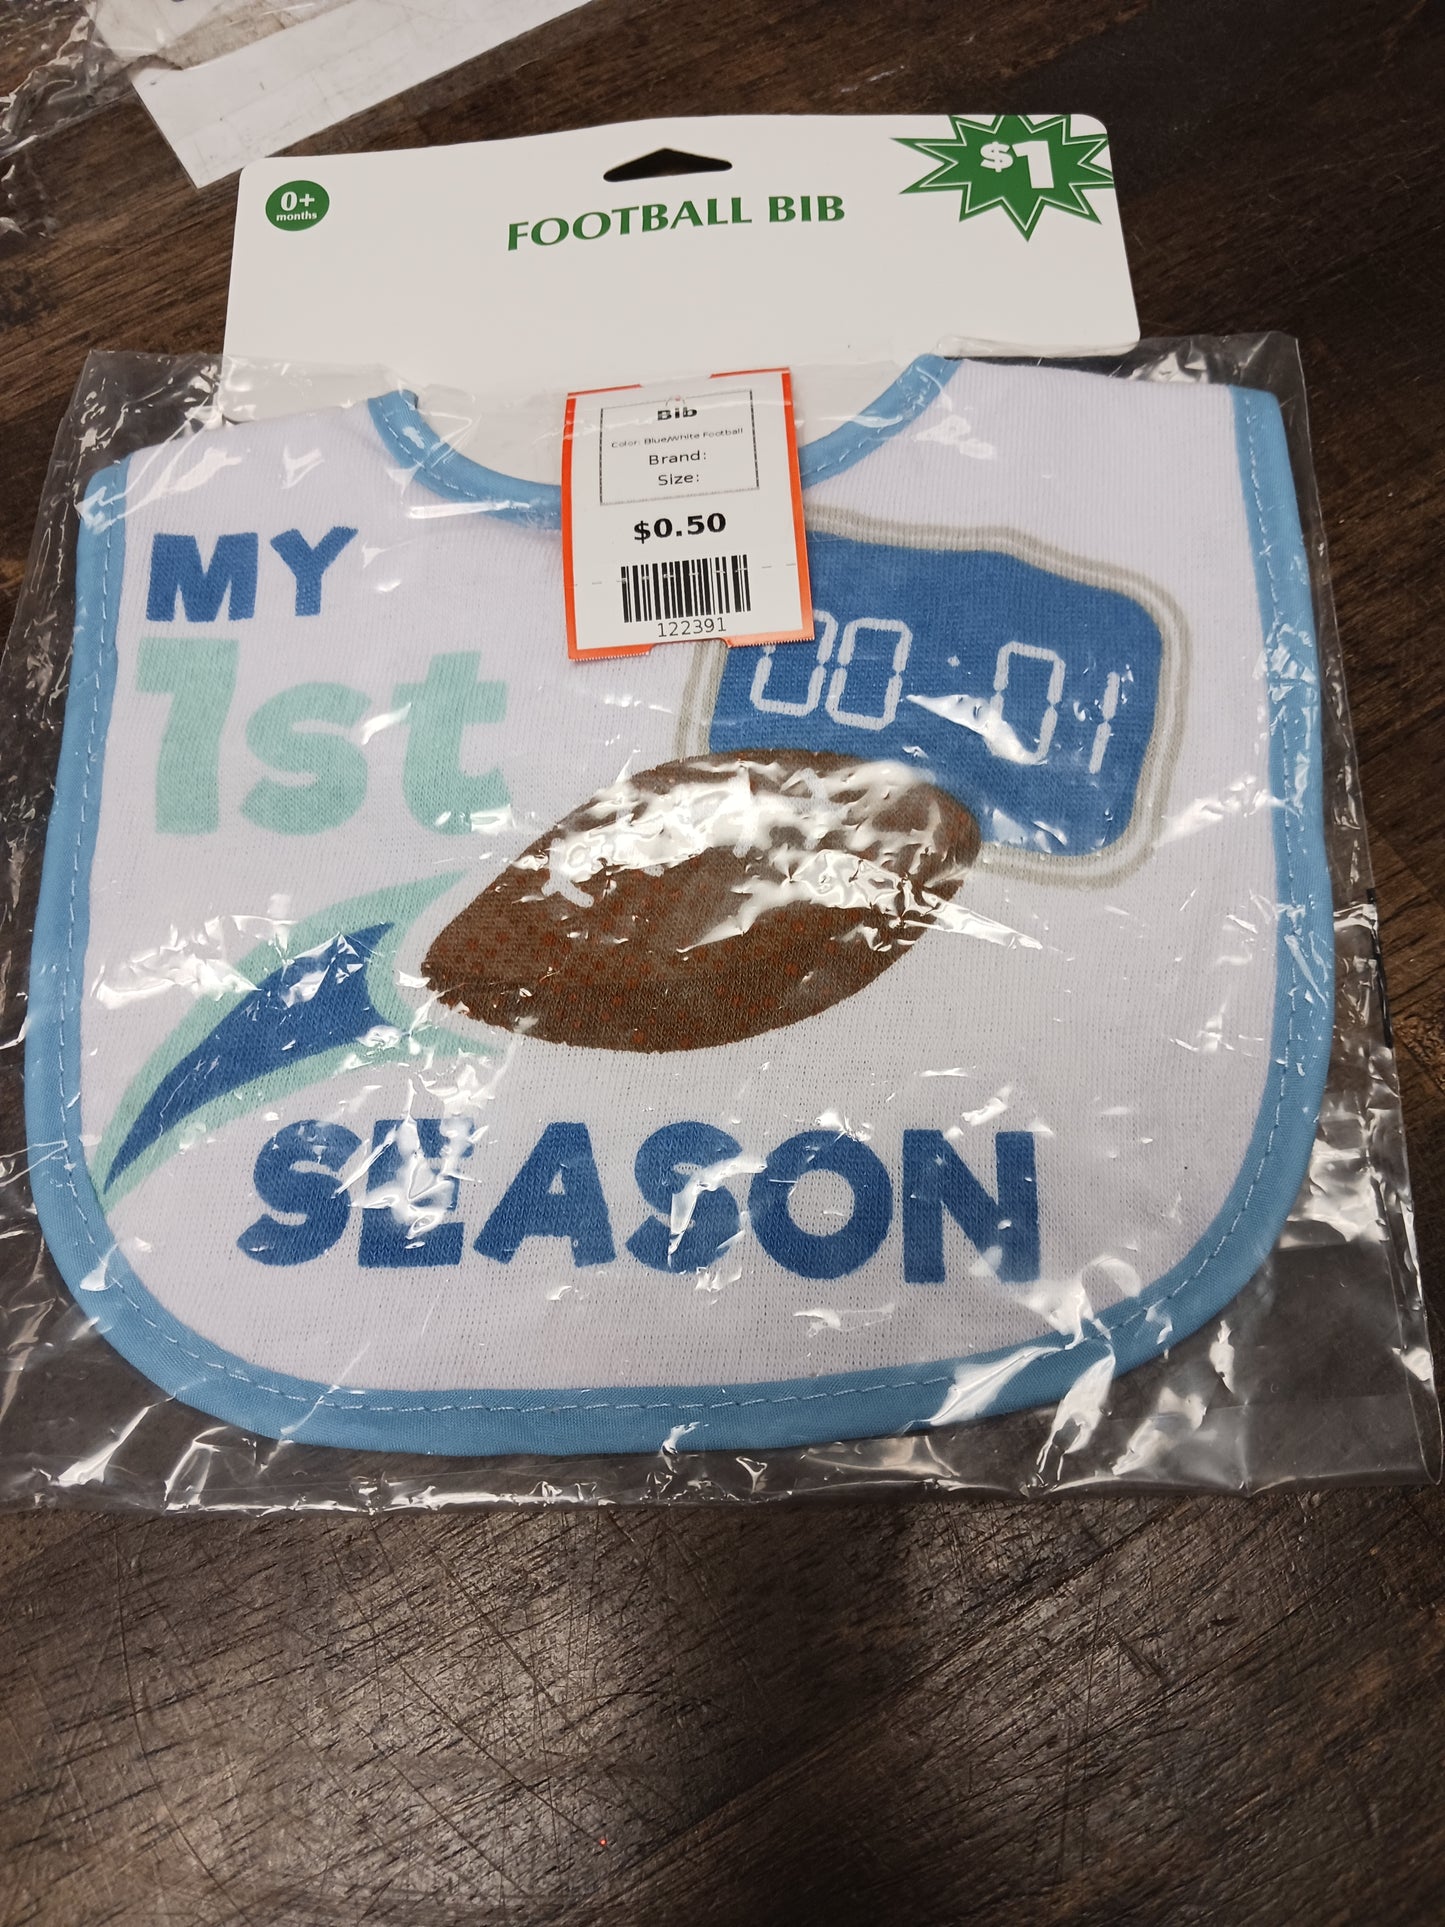 0+
months
FOOTBALL BIB
$1
Bib
Color: Blue/white Football
Brand:
Size:
$0.50
122391
MY
1st
00:01
SEASON